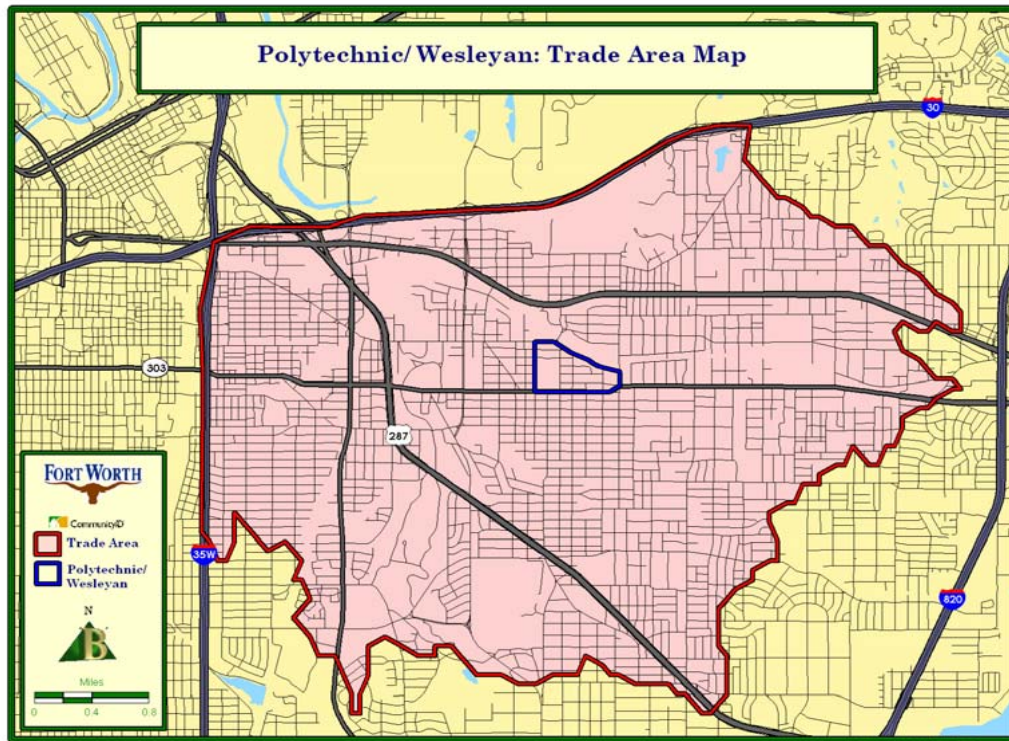 Polytechnic/ Wesleyan: Trade Area Map
30
303
287
35W
820
FORT WORTH
CommunityID
Trade Area
Polytechnic/
Wesleyan
N
B
Miles
0 0.4 0.8